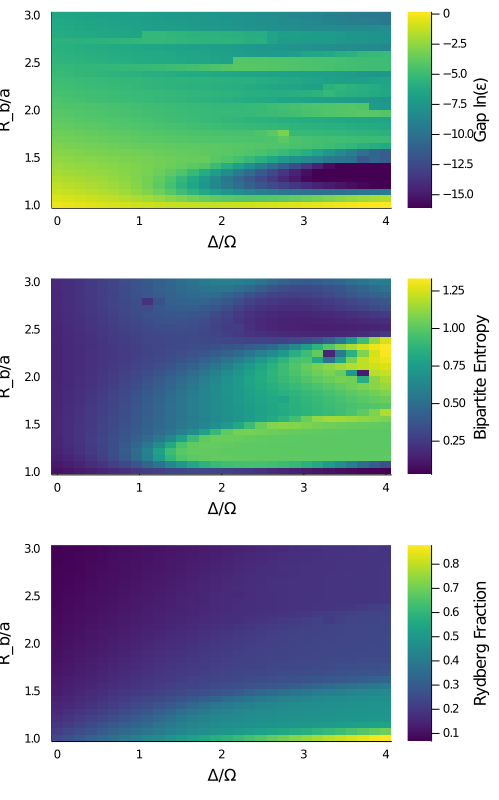 3.0
2.5
2.0
1.5
1.0
R_b/a
0 1 2 3 4
Δ/Ω
0
−2.5
−5.0
−7.5
−10.0
−12.5
−15.0
Gap ln(ε)
3.0
2.5
2.0
1.5
1.0
R_b/a
0 1 2 3 4
Δ/Ω
1.25
1.00
0.75
0.50
0.25
Bipartite Entropy
3.0
2.5
2.0
1.5
1.0
R_b/a
0 1 2 3 4
Δ/Ω
0.8
0.7
0.6
0.5
0.4
0.3
0.2
0.1
Rydberg Fraction